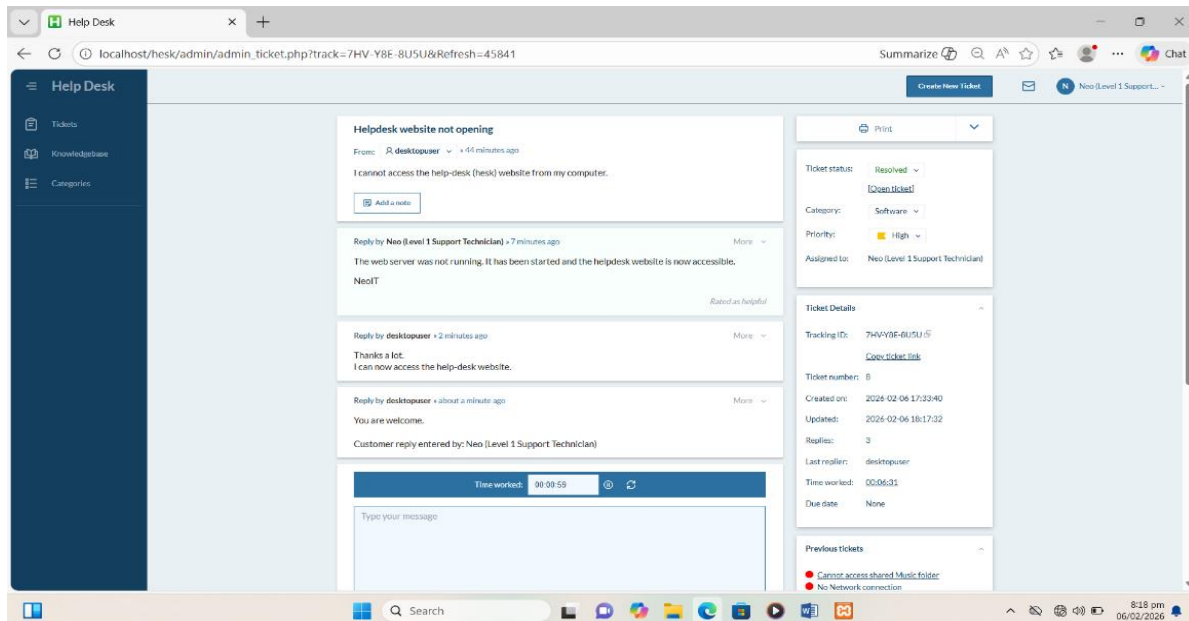 Help Desk
localhost/hesk/admin/admin_ticket.php?track=7HV-Y8E-8U5U&Refresh=45841
Summarize
Chat
Help Desk
Create New Ticket
N
Neo (Level 1 Support... 
Tickets
Knowledgebase
Categories
Helpdesk website not opening
From: desktopuser » 44 minutes ago
I cannot access the help-desk (hesk) website from my computer.
Add a note
Reply by Neo (Level 1 Support Technician) » 7 minutes ago
More
The web server was not running. It has been started and the helpdesk website is now accessible.
NeoIT
Rated as helpful
Reply by desktopuser » 2 minutes ago
More
Thanks a lot.
I can now access the help-desk website.
Reply by desktopuser » about a minute ago
More
You are welcome.
Customer reply entered by: Neo (Level 1 Support Technician)
Time worked: 00:00:59
Type your message
Print
Ticket status: Resolved
[Open ticket]
Category: Software
Priority: High
Assigned to: Neo (Level 1 Support Technician)
Ticket Details
Tracking ID: 7HV-Y8E-8U5U
Copy ticket link
Ticket number: 8
Created on: 2026-02-06 17:33:40
Updated: 2026-02-06 18:17:32
Replies: 3
Last replier: desktopuser
Time worked: 00:06:31
Due date None
Previous tickets
Cannot access shared Music folder
No Network connection
Search
8:18 pm
06/02/2026